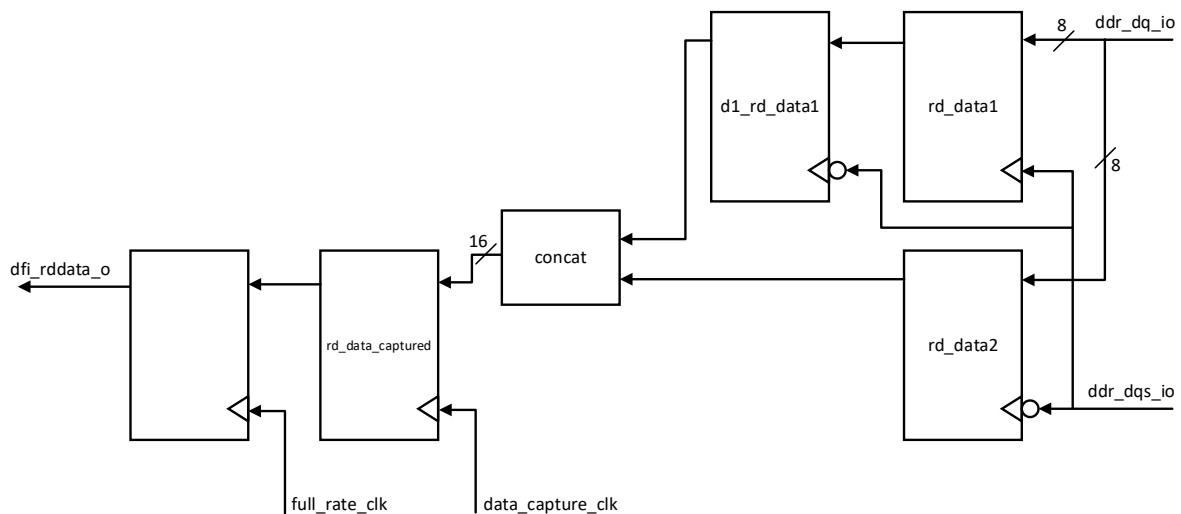 8
ddr_dq_io
d1_rd_data1
rd_data1
8
16
concat
dfi_rddata_o
rd_data_captured
rd_data2
ddr_dqs_io
full_rate_clk
data_capture_clk